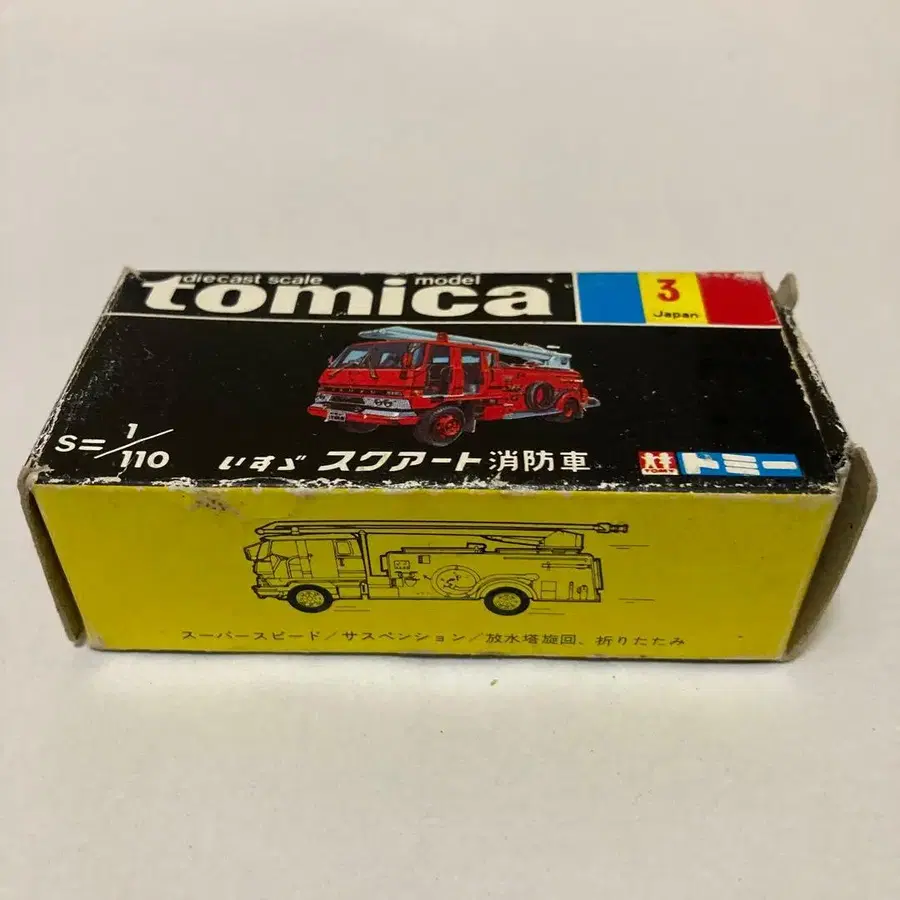 diecast scale model
tomica
3
Japan
S=1/110
いすゞ スクアート消防車
TOMY
トミー
スーパースピード/サスペンション/放水塔旋回、折りたたみ